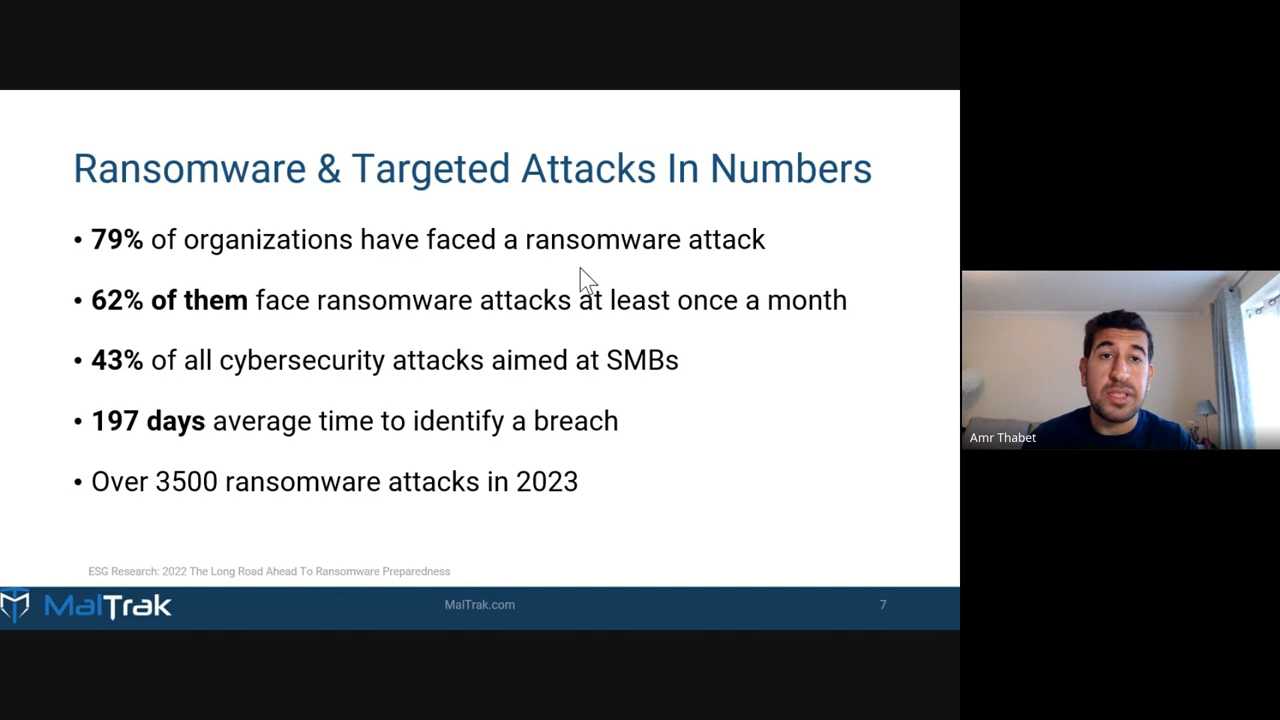 Ransomware & Targeted Attacks In Numbers
• 79% of organizations have faced a ransomware attack
• 62% of them face ransomware attacks at least once a month
• 43% of all cybersecurity attacks aimed at SMBs
• 197 days average time to identify a breach
• Over 3500 ransomware attacks in 2023
ESG Research: 2022 The Long Road Ahead To Ransomware Preparedness
MalTrak
MalTrak.com
7
Amr Thabet